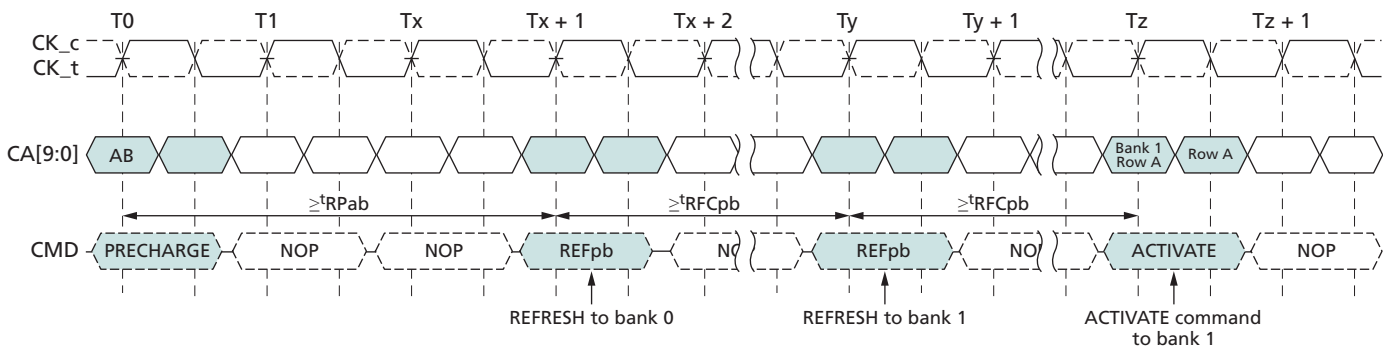 T0 T1 Tx Tx + 1 Tx + 2 Ty Ty + 1 Tz Tz + 1
CK_c
CK_t
CA[9:0] AB Bank 1 Row A Row A
≥tRPab ≥tRFCpb ≥tRFCpb
CMD PRECHARGE NOP NOP REFpb REFpb ACTIVATE NOP
REFRESH to bank 0 REFRESH to bank 1 ACTIVATE command
to bank 1